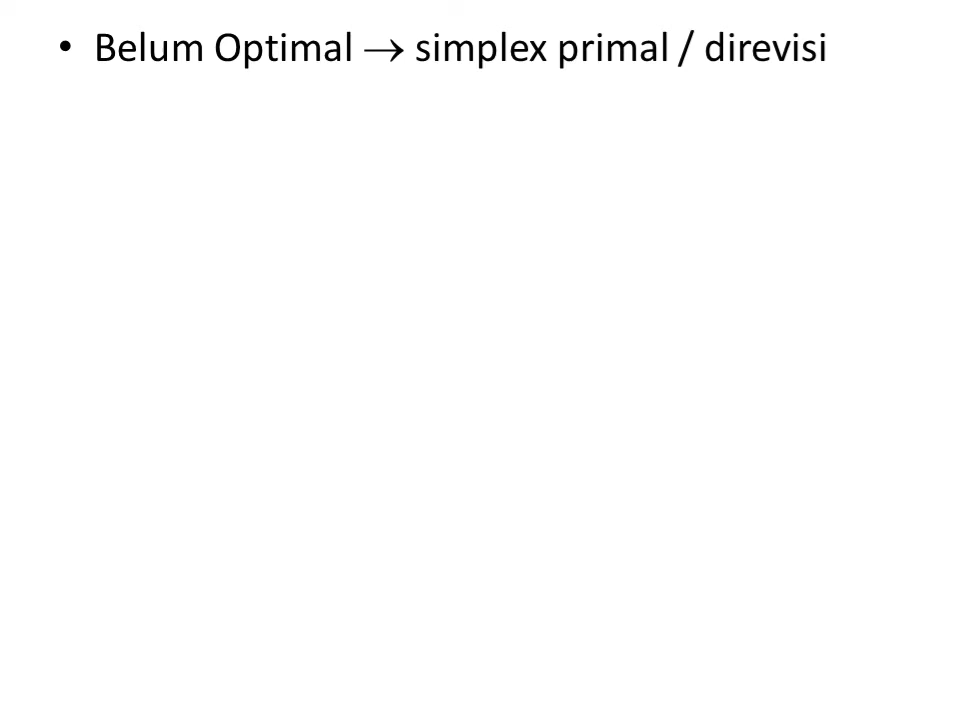 • Belum Optimal → simplex primal / direvisi